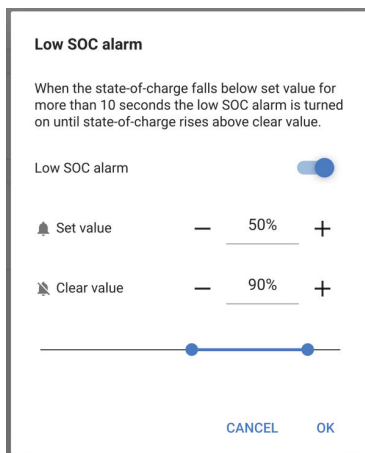 Low SOC alarm
When the state-of-charge falls below set value for
more than 10 seconds the low SOC alarm is turned
on until state-of-charge rises above clear value.
Low SOC alarm
Set value − 50% +
Clear value − 90% +
CANCEL OK